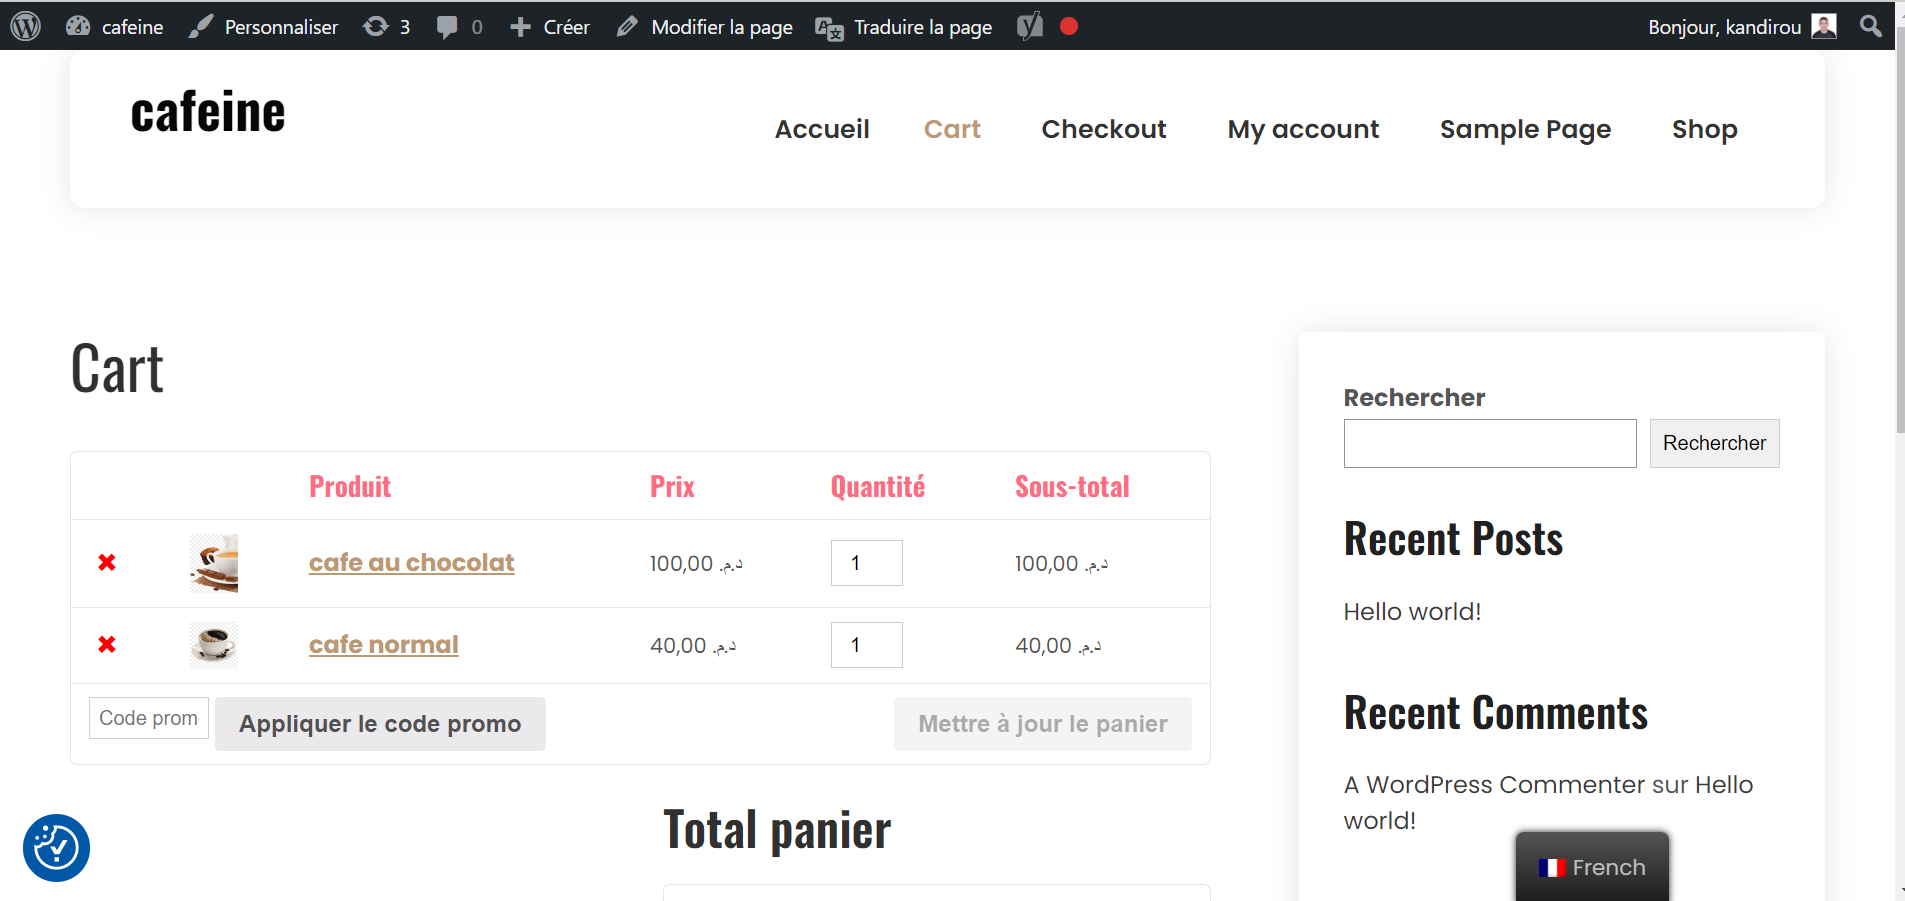 cafeine Personnaliser 3 0 Créer Modifier la page Traduire la page Bonjour, kandirou
cafeine
Accueil Cart Checkout My account Sample Page Shop
Cart
Produit Prix Quantité Sous-total
cafe au chocolat 100,00 د.م. 1 100,00 د.م.
cafe normal 40,00 د.م. 1 40,00 د.م.
Code prom Appliquer le code promo Mettre à jour le panier
Total panier
Rechercher
Rechercher
Recent Posts
Hello world!
Recent Comments
A WordPress Commenter sur Hello
world!
French